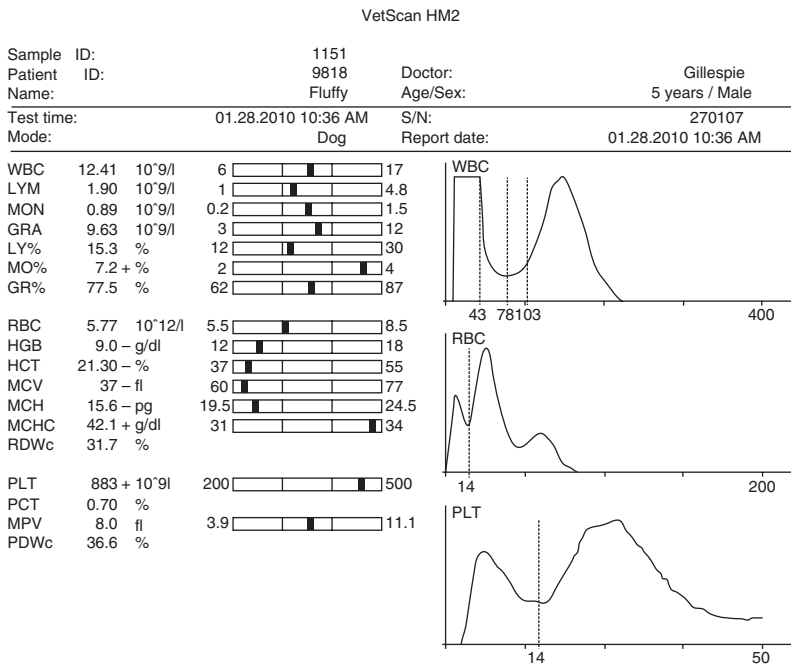 VetScan HM2
Sample ID: 1151
Patient ID: 9818 Doctor: Gillespie
Name: Fluffy Age/Sex: 5 years / Male
Test time: 01.28.2010 10:36 AM S/N: 270107
Mode: Dog Report date: 01.28.2010 10:36 AM
WBC 12.41 10^9/l 6 17
LYM 1.90 10^9/l 1 4.8
MON 0.89 10^9/l 0.2 1.5
GRA 9.63 10^9/l 3 12
LY% 15.3 % 12 30
MO% 7.2 + % 2 4
GR% 77.5 % 62 87
RBC 5.77 10^12/l 5.5 8.5
HGB 9.0 – g/dl 12 18
HCT 21.30 – % 37 55
MCV 37 – fl 60 77
MCH 15.6 – pg 19.5 24.5
MCHC 42.1 + g/dl 31 34
RDWc 31.7 %
PLT 883 + 10^9l 200 500
PCT 0.70 %
MPV 8.0 fl 3.9 11.1
PDWc 36.6 %
WBC
43 78103 400
RBC
14 200
PLT
14 50